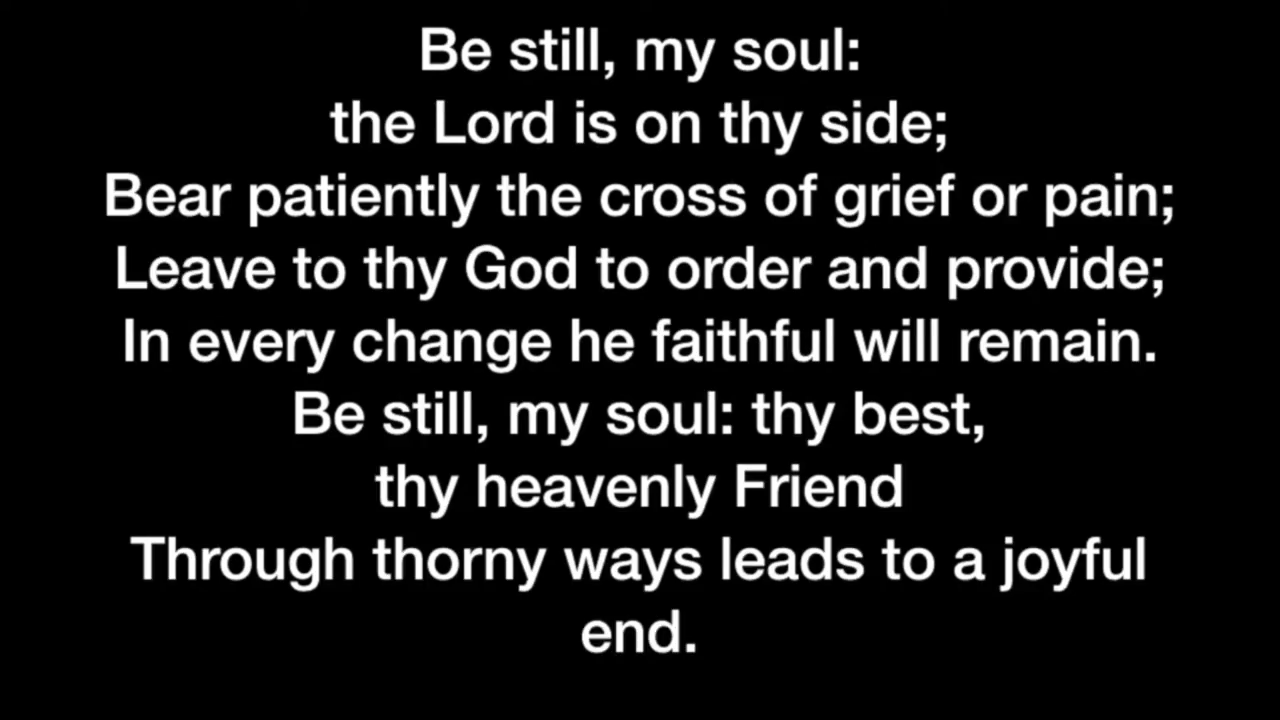 Be still, my soul:
the Lord is on thy side;
Bear patiently the cross of grief or pain;
Leave to thy God to order and provide;
In every change he faithful will remain.
Be still, my soul: thy best,
thy heavenly Friend
Through thorny ways leads to a joyful
end.